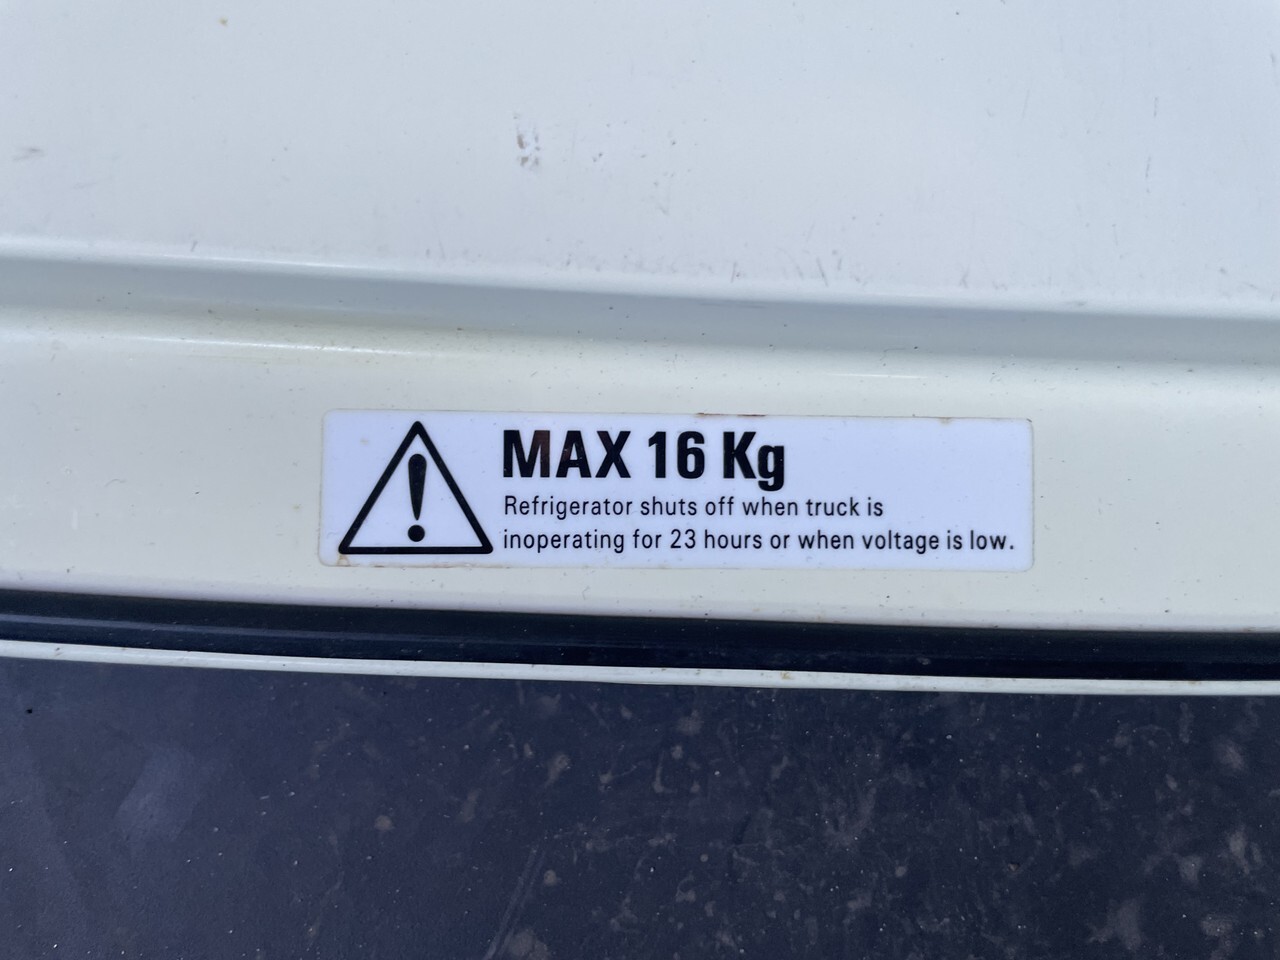 MAX 16 Kg
Refrigerator shuts off when truck is
inoperating for 23 hours or when voltage is low.